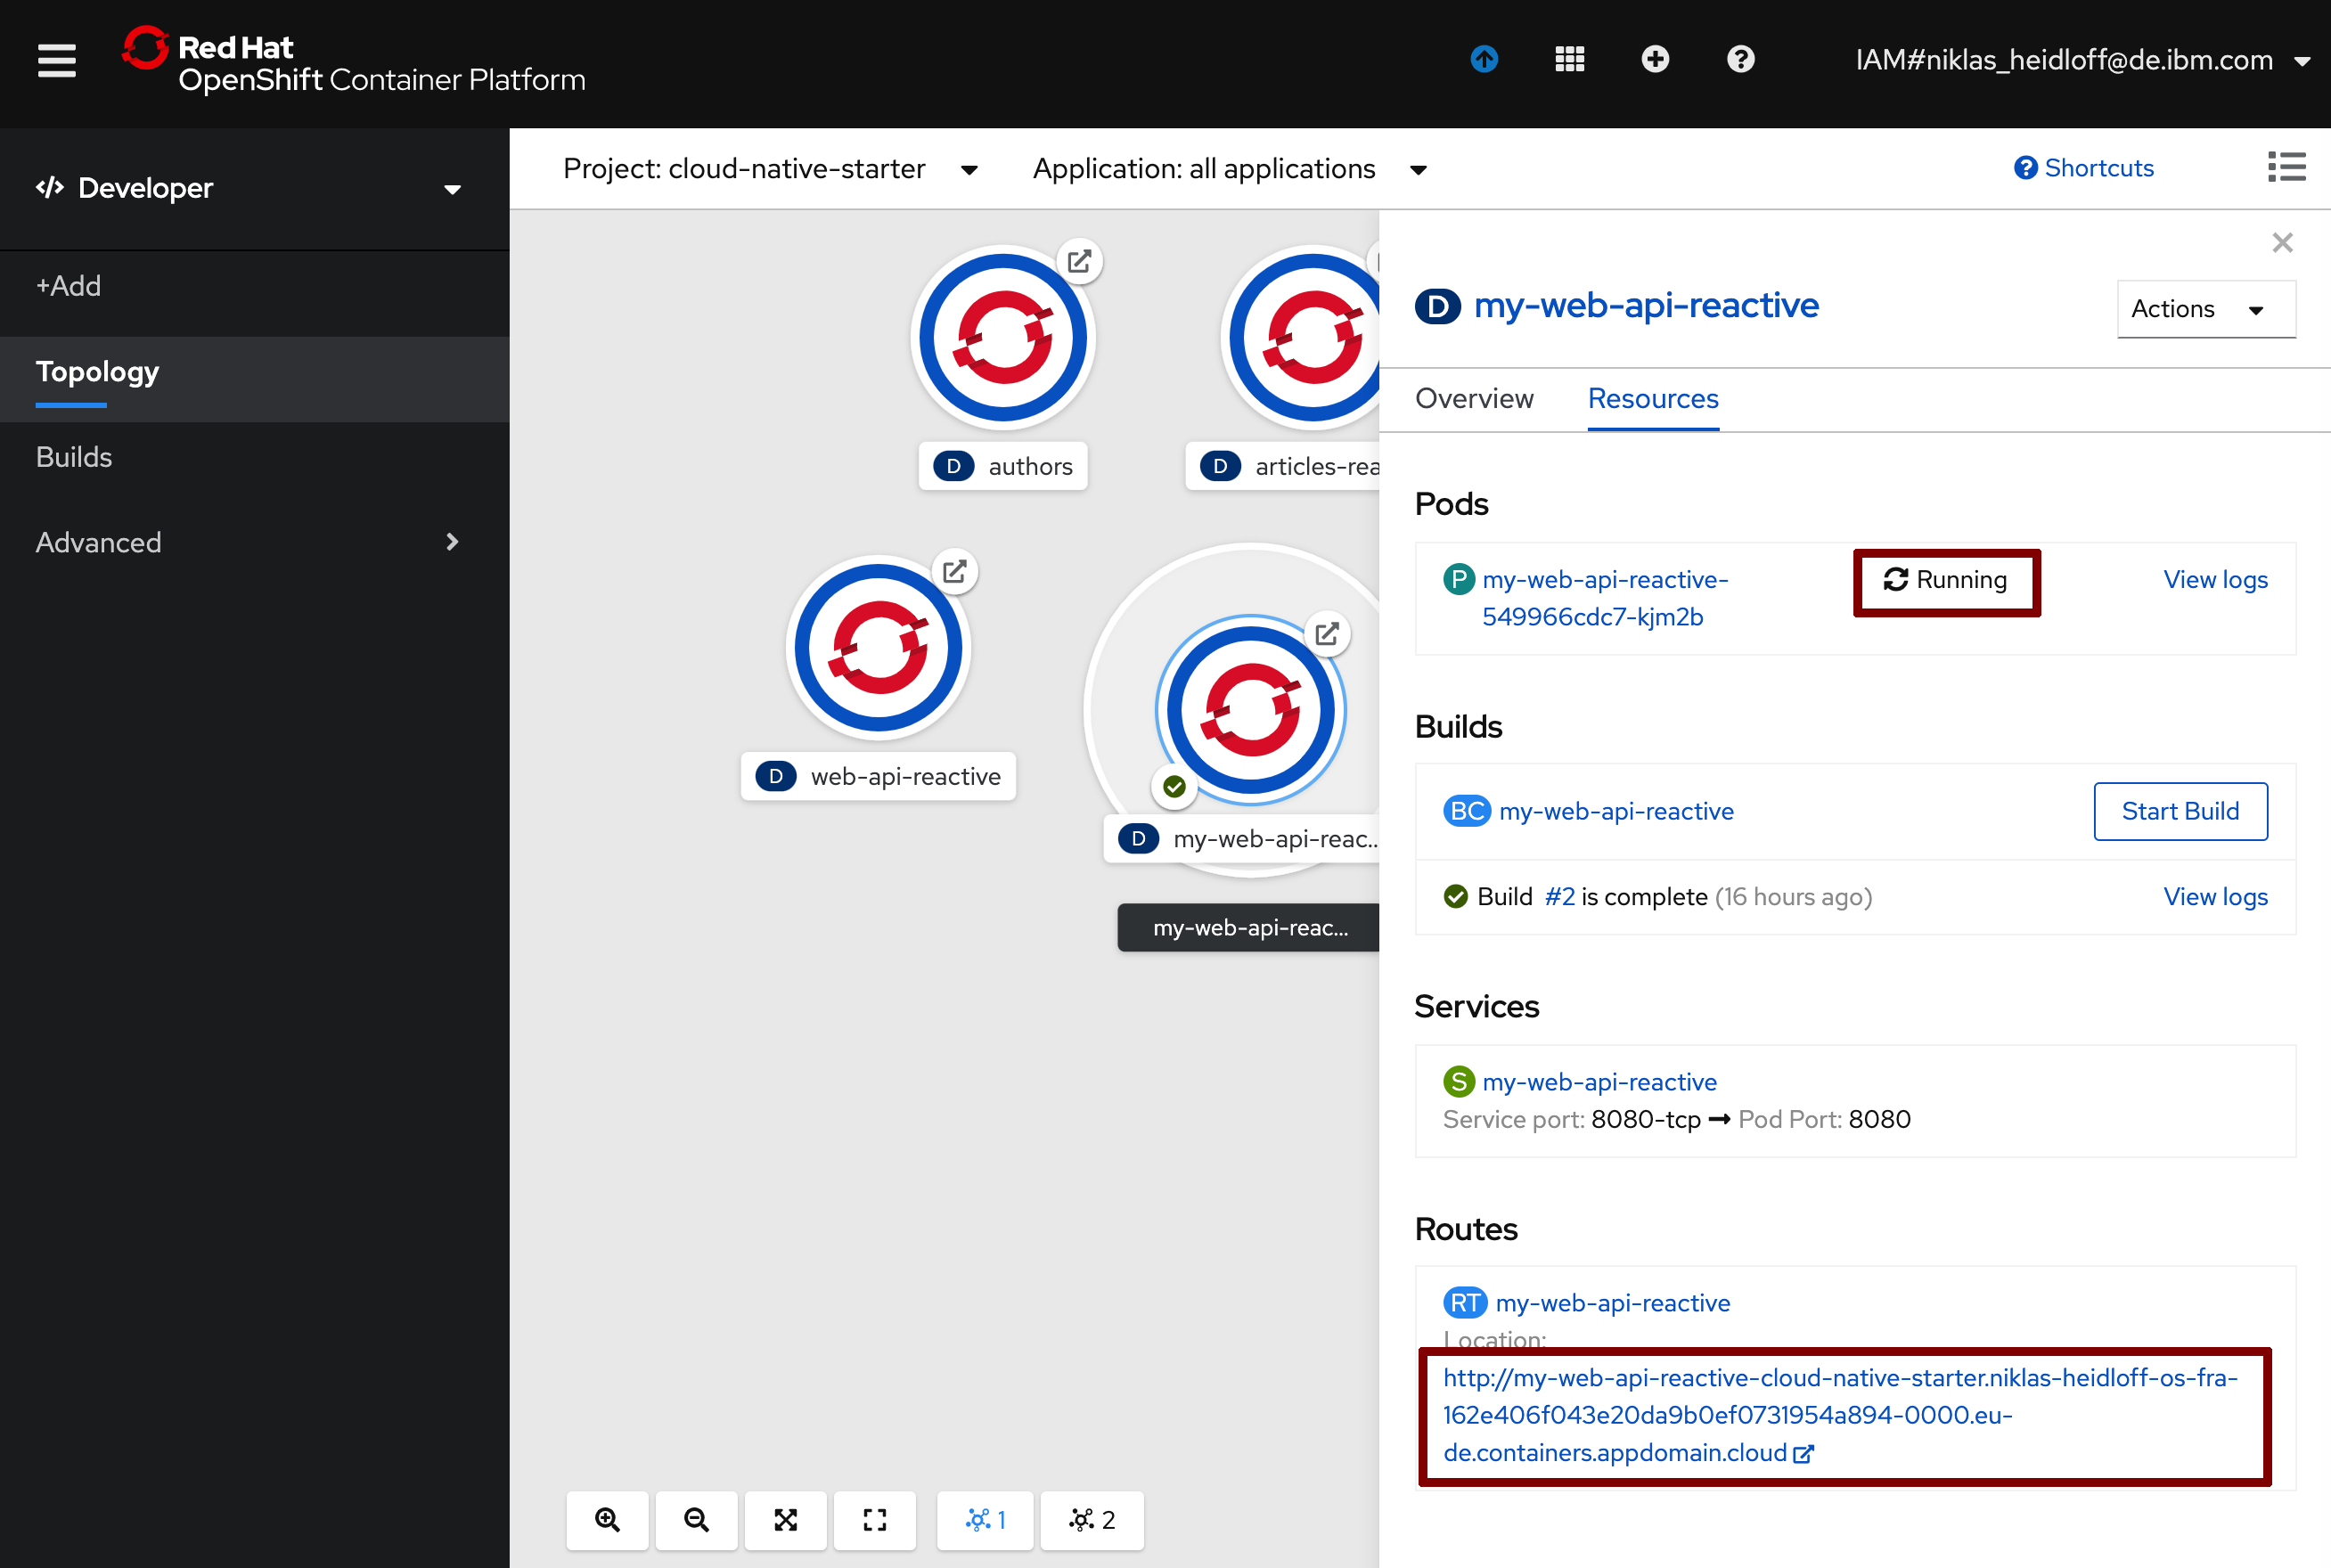 Red Hat
OpenShift Container Platform
IAM#niklas_heidloff@de.ibm.com
Developer
+Add
Topology
Builds
Advanced
Project: cloud-native-starter
Application: all applications
Shortcuts
D authors
D articles-rea
D web-api-reactive
D my-web-api-reac...
my-web-api-reac...
1
2
D my-web-api-reactive
Actions
Overview
Resources
Pods
P my-web-api-reactive-
549966cdc7-kjm2b
Running
View logs
Builds
BC my-web-api-reactive
Start Build
Build #2 is complete (16 hours ago)
View logs
Services
S my-web-api-reactive
Service port: 8080-tcp → Pod Port: 8080
Routes
RT my-web-api-reactive
Location:
http://my-web-api-reactive-cloud-native-starter.niklas-heidloff-os-fra-
162e406f043e20da9b0ef0731954a894-0000.eu-
de.containers.appdomain.cloud